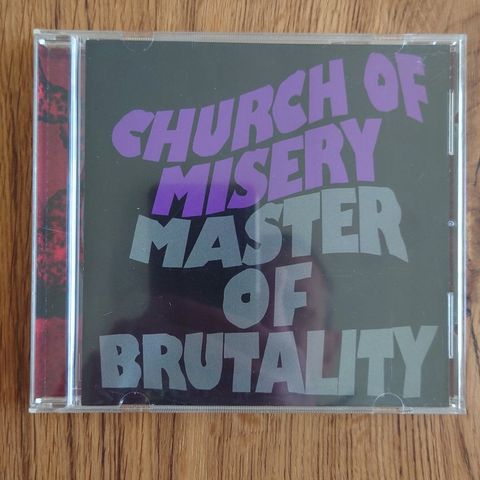 CHURCH OF
MISERY
MASTER
OF
BRUTALITY